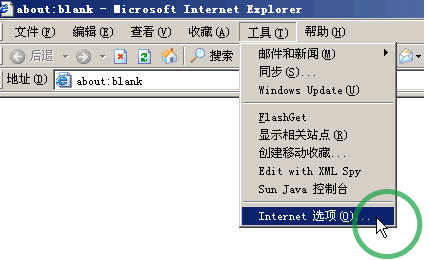 about:blank - Microsoft Internet Explorer
文件(F) 编辑(E) 查看(V) 收藏(A) 工具(T) 帮助(H)
后退 搜索
地址(D) about:blank
邮件和新闻(M)
同步(S)...
Windows Update(U)
FlashGet
显示相关站点(R)
创建移动收藏...
Edit with XML Spy
Sun Java 控制台
Internet 选项(O)...